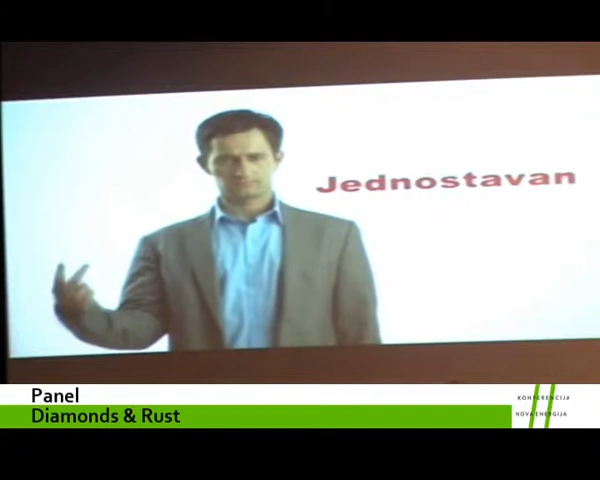 Jednostavan
Panel
Diamonds & Rust
KONFERENCIJA
NOVA ENERGIJA